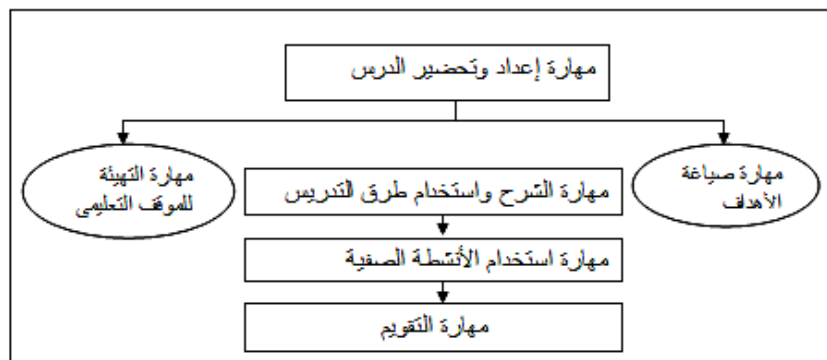 مهارة إعداد وتحضير الدرس
مهارة صياغة
الأهداف
مهارة التهيئة
للموقف التعليمى
مهارة الشرح واستخدام طرق التدريس
مهارة استخدام الأنشطة الصفية
مهارة التقويم